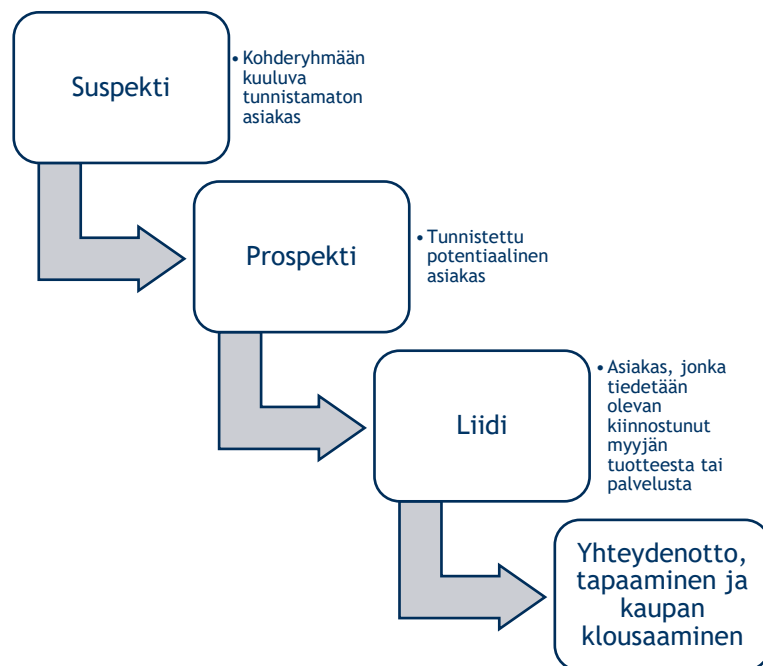 Suspekti
• Kohderyhmään
kuuluva
tunnistamaton
asiakas
Prospekti
• Tunnistettu
potentiaalinen
asiakas
Liidi
• Asiakas, jonka
tiedetään
olevan
kiinnostunut
myyjän
tuotteesta tai
palvelusta
Yhteydenotto,
tapaaminen ja
kaupan
klousaaminen